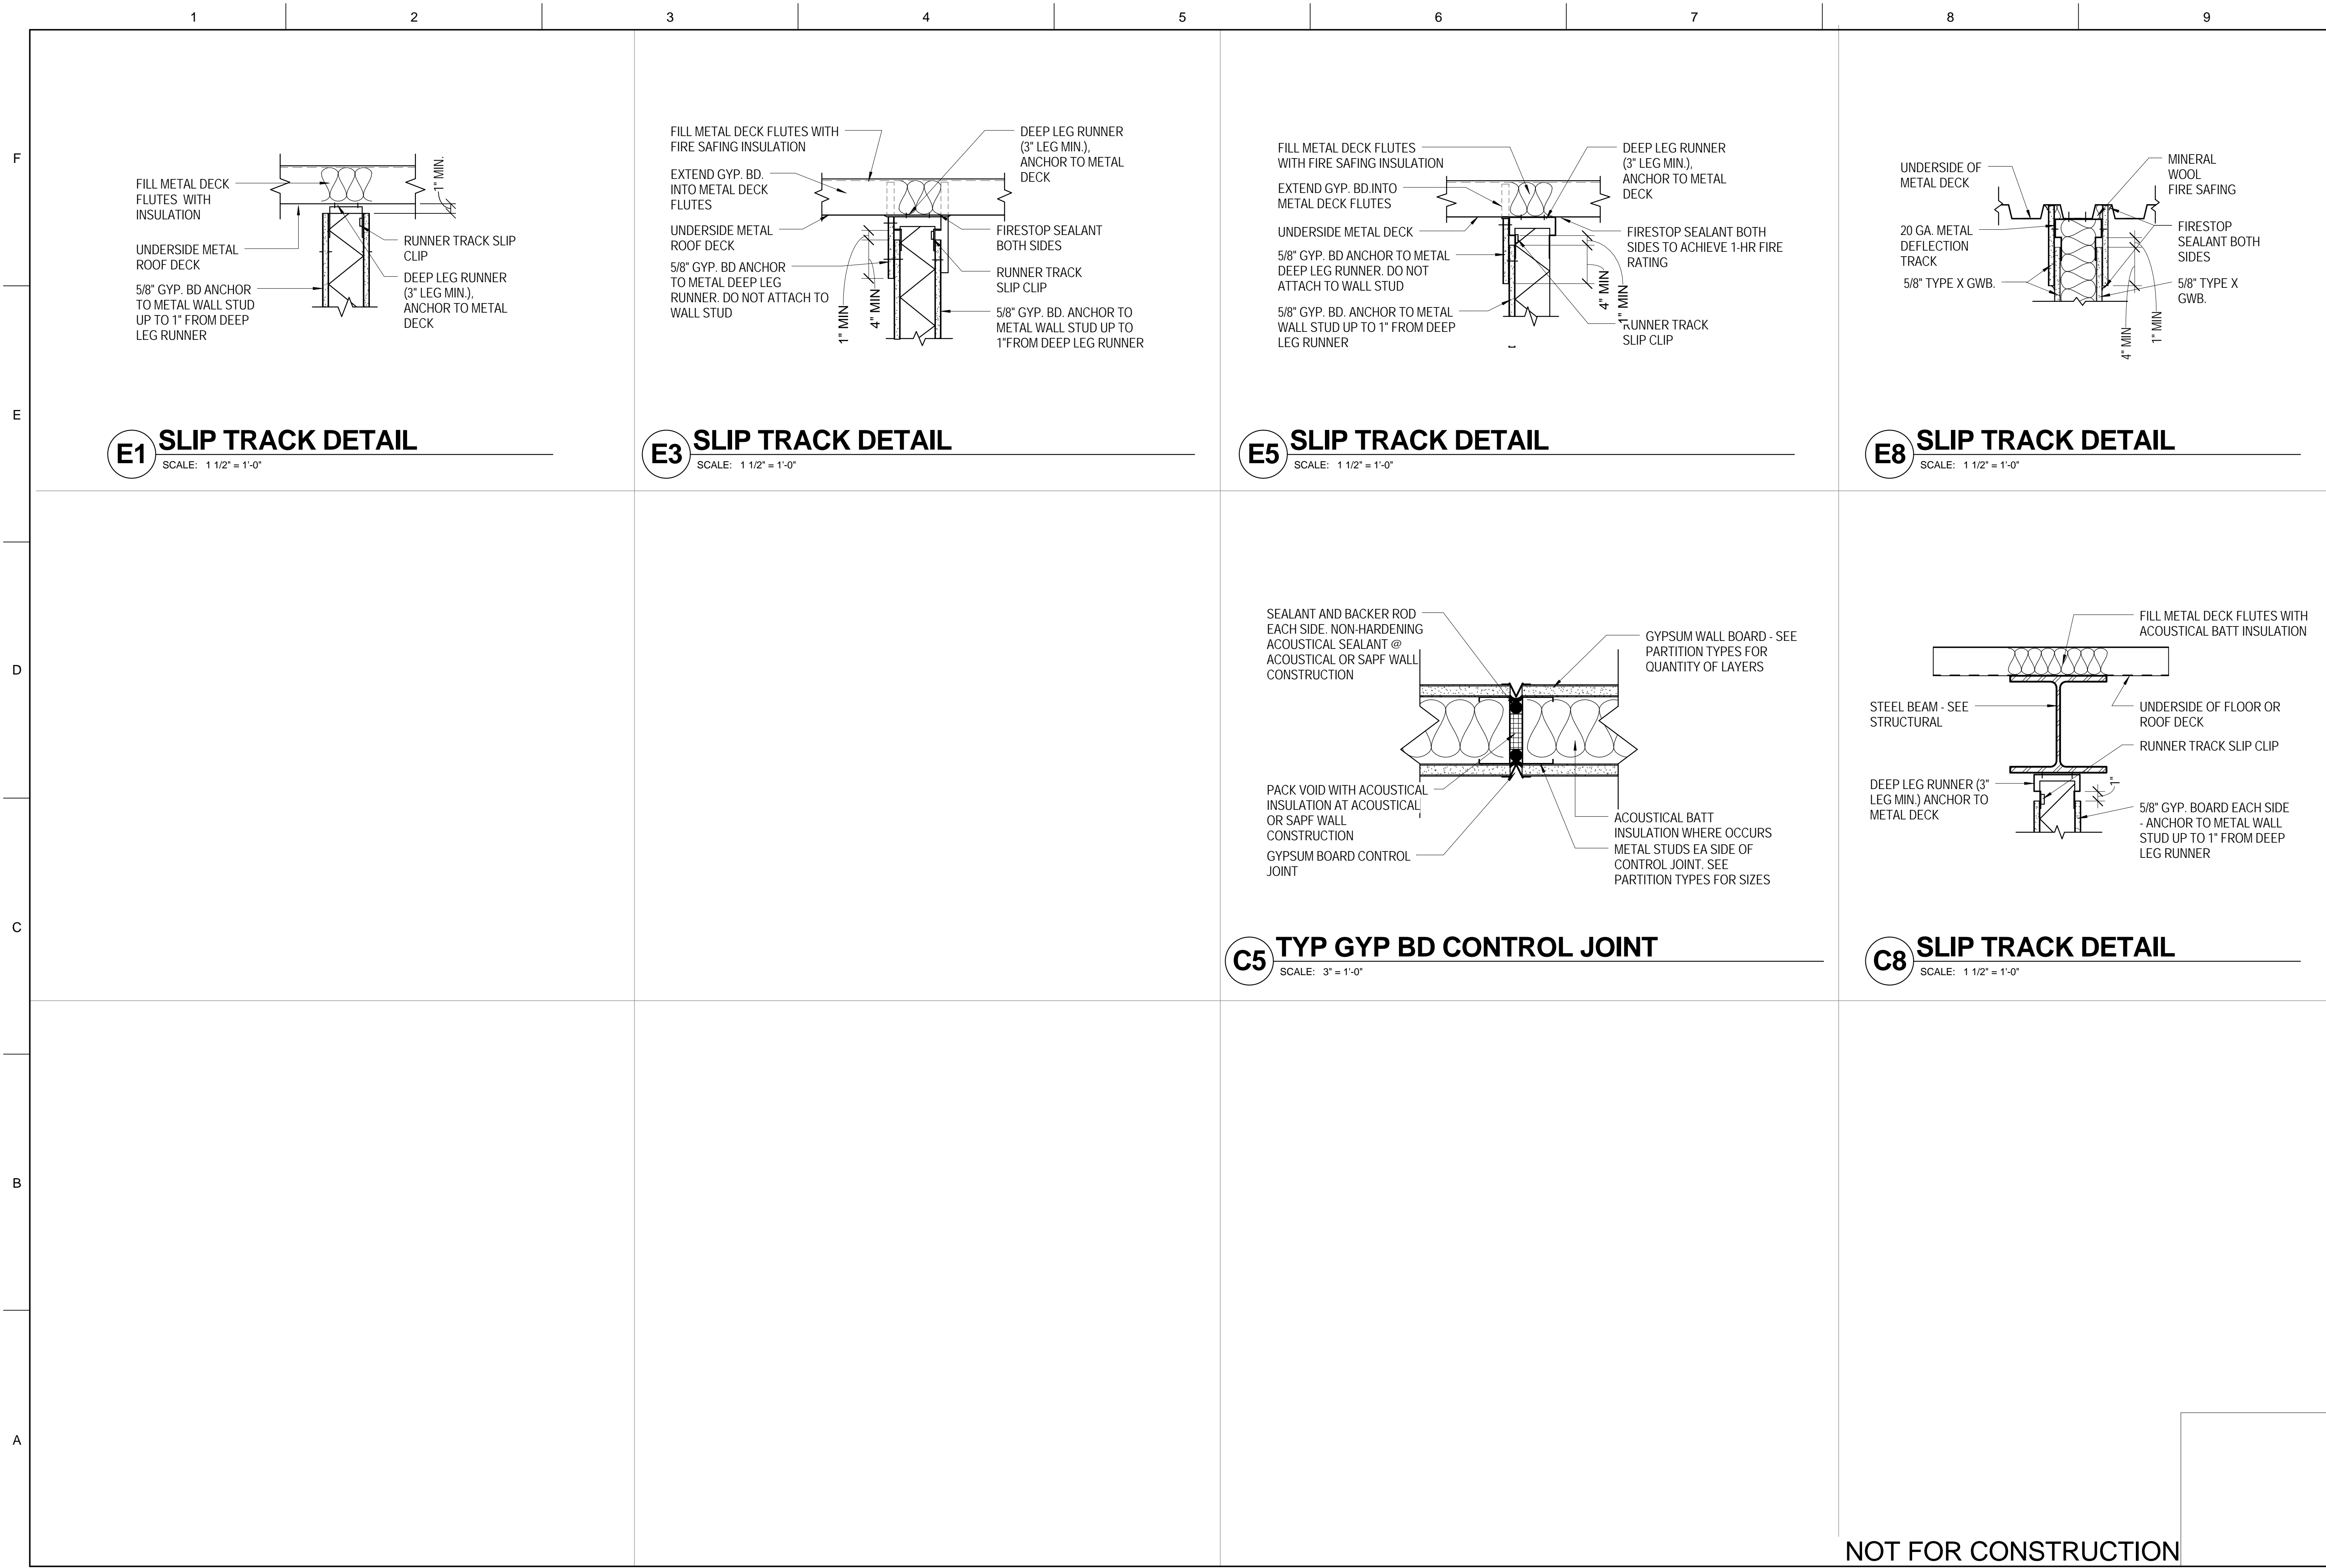 1 2 3 4 5 6 7 8 9
F
E
D
C
B
A
FILL METAL DECK
FLUTES WITH
INSULATION
UNDERSIDE METAL
ROOF DECK
5/8" GYP. BD ANCHOR
TO METAL WALL STUD
UP TO 1" FROM DEEP
LEG RUNNER
1" MIN.
RUNNER TRACK SLIP
CLIP
DEEP LEG RUNNER
(3" LEG MIN.),
ANCHOR TO METAL
DECK
E1
SLIP TRACK DETAIL
SCALE: 1 1/2" = 1'-0"
FILL METAL DECK FLUTES WITH
FIRE SAFING INSULATION
EXTEND GYP. BD.
INTO METAL DECK
FLUTES
UNDERSIDE METAL
ROOF DECK
5/8" GYP. BD ANCHOR
TO METAL DEEP LEG
RUNNER. DO NOT ATTACH TO
WALL STUD
1" MIN
4" MIN
DEEP LEG RUNNER
(3" LEG MIN.),
ANCHOR TO METAL
DECK
FIRESTOP SEALANT
BOTH SIDES
RUNNER TRACK
SLIP CLIP
5/8" GYP. BD. ANCHOR TO
METAL WALL STUD UP TO
1"FROM DEEP LEG RUNNER
E3
SLIP TRACK DETAIL
SCALE: 1 1/2" = 1'-0"
FILL METAL DECK FLUTES
WITH FIRE SAFING INSULATION
EXTEND GYP. BD.INTO
METAL DECK FLUTES
UNDERSIDE METAL DECK
5/8" GYP. BD ANCHOR TO METAL
DEEP LEG RUNNER. DO NOT
ATTACH TO WALL STUD
5/8" GYP. BD. ANCHOR TO METAL
WALL STUD UP TO 1" FROM DEEP
LEG RUNNER
DEEP LEG RUNNER
(3" LEG MIN.),
ANCHOR TO METAL
DECK
FIRESTOP SEALANT BOTH
SIDES TO ACHIEVE 1-HR FIRE
RATING
4" MIN
1" MIN
RUNNER TRACK
SLIP CLIP
E5
SLIP TRACK DETAIL
SCALE: 1 1/2" = 1'-0"
UNDERSIDE OF
METAL DECK
20 GA. METAL
DEFLECTION
TRACK
5/8" TYPE X GWB.
MINERAL
WOOL
FIRE SAFING
FIRESTOP
SEALANT BOTH
SIDES
5/8" TYPE X
GWB.
4" MIN
1" MIN
E8
SLIP TRACK DETAIL
SCALE: 1 1/2" = 1'-0"
SEALANT AND BACKER ROD
EACH SIDE. NON-HARDENING
ACOUSTICAL SEALANT @
ACOUSTICAL OR SAPF WALL
CONSTRUCTION
GYPSUM WALL BOARD - SEE
PARTITION TYPES FOR
QUANTITY OF LAYERS
PACK VOID WITH ACOUSTICAL
INSULATION AT ACOUSTICAL
OR SAPF WALL
CONSTRUCTION
GYPSUM BOARD CONTROL
JOINT
ACOUSTICAL BATT
INSULATION WHERE OCCURS
METAL STUDS EA SIDE OF
CONTROL JOINT. SEE
PARTITION TYPES FOR SIZES
C5
TYP GYP BD CONTROL JOINT
SCALE: 3" = 1'-0"
FILL METAL DECK FLUTES WITH
ACOUSTICAL BATT INSULATION
STEEL BEAM - SEE
STRUCTURAL
UNDERSIDE OF FLOOR OR
ROOF DECK
RUNNER TRACK SLIP CLIP
DEEP LEG RUNNER (3"
LEG MIN.) ANCHOR TO
METAL DECK
1"
5/8" GYP. BOARD EACH SIDE
- ANCHOR TO METAL WALL
STUD UP TO 1" FROM DEEP
LEG RUNNER
C8
SLIP TRACK DETAIL
SCALE: 1 1/2" = 1'-0"
NOT FOR CONSTRUCTION